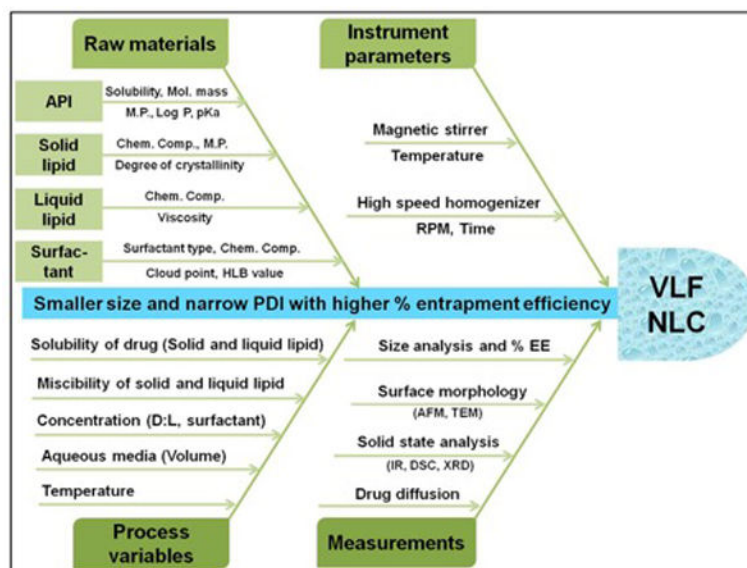 Raw materials
Instrument
parameters
API
Solubility, Mol. mass
M.P., Log P, pKa
Solid
lipid
Chem. Comp., M.P.
Degree of crystallinity
Liquid
lipid
Chem. Comp.
Viscosity
Surfac-
tant
Surfactant type, Chem. Comp.
Cloud point, HLB value
Magnetic stirrer
Temperature
High speed homogenizer
RPM, Time
Smaller size and narrow PDI with higher % entrapment efficiency
VLF
NLC
Solubility of drug (Solid and liquid lipid)
Miscibility of solid and liquid lipid
Concentration (D:L, surfactant)
Aqueous media (Volume)
Temperature
Process
variables
Size analysis and % EE
Surface morphology
(AFM, TEM)
Solid state analysis
(IR, DSC, XRD)
Drug diffusion
Measurements